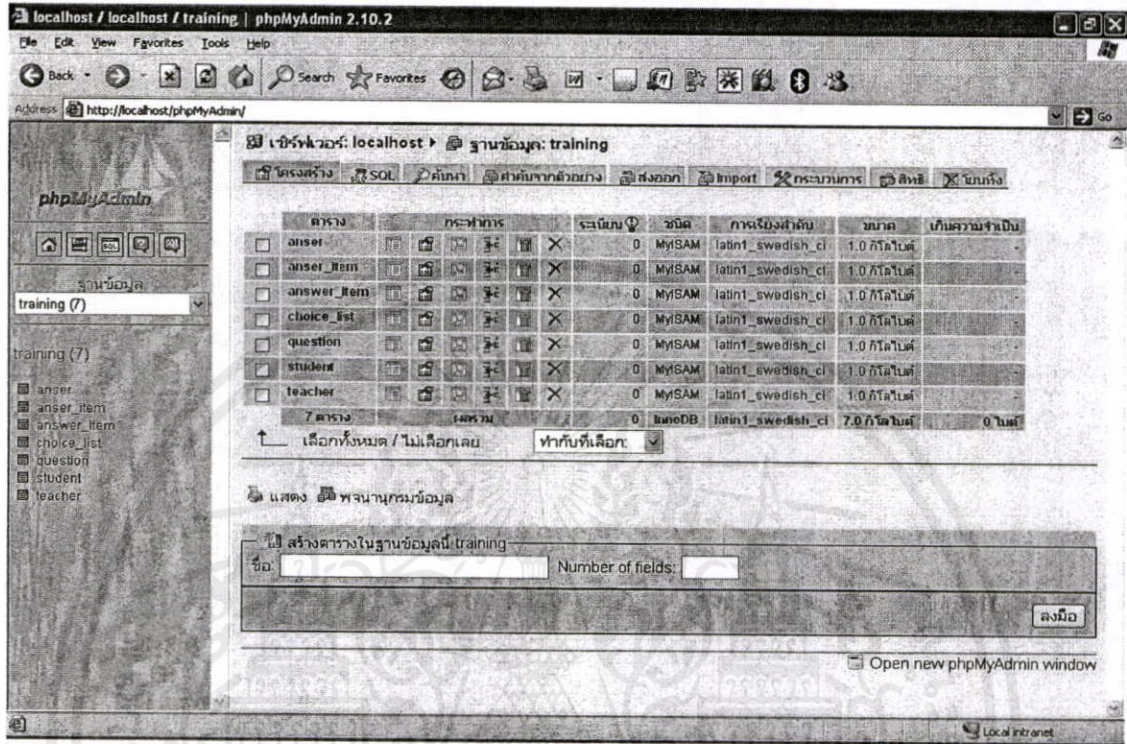 localhost / localhost / training | phpMyAdmin 2.10.2
File Edit View Favorites Tools Help
Back Search Favorites
Address http://localhost/phpMyAdmin/ Go
phpMyAdmin
ฐานข้อมูล
training (7)
training (7)
anser
anser_item
answer_item
choice_list
question
student
teacher
เซิร์ฟเวอร์: localhost ▸ ฐานข้อมูล: training
โครงสร้าง SQL ค้นหา คำค้นจากตัวอย่าง ส่งออก Import กระบวนการ สิทธิ โยนทิ้ง
ตาราง กระทำการ ระเบียน ชนิด การเรียงลำดับ ขนาด เกินความจำเป็น
anser 0 MyISAM latin1_swedish_ci 1.0 กิโลไบต์ -
anser_item 0 MyISAM latin1_swedish_ci 1.0 กิโลไบต์ -
answer_item 0 MyISAM latin1_swedish_ci 1.0 กิโลไบต์ -
choice_list 0 MyISAM latin1_swedish_ci 1.0 กิโลไบต์ -
question 0 MyISAM latin1_swedish_ci 1.0 กิโลไบต์ -
student 0 MyISAM latin1_swedish_ci 1.0 กิโลไบต์ -
teacher 0 MyISAM latin1_swedish_ci 1.0 กิโลไบต์ -
7 ตาราง ผลรวม 0 InnoDB latin1_swedish_ci 7.0 กิโลไบต์ 0 ไบต์
เลือกทั้งหมด / ไม่เลือกเลย ทำกับที่เลือก:
แสดง พจนานุกรมข้อมูล
สร้างตารางในฐานข้อมูลนี้ training
ชื่อ: Number of fields:
ลงมือ
Open new phpMyAdmin window
Local intranet